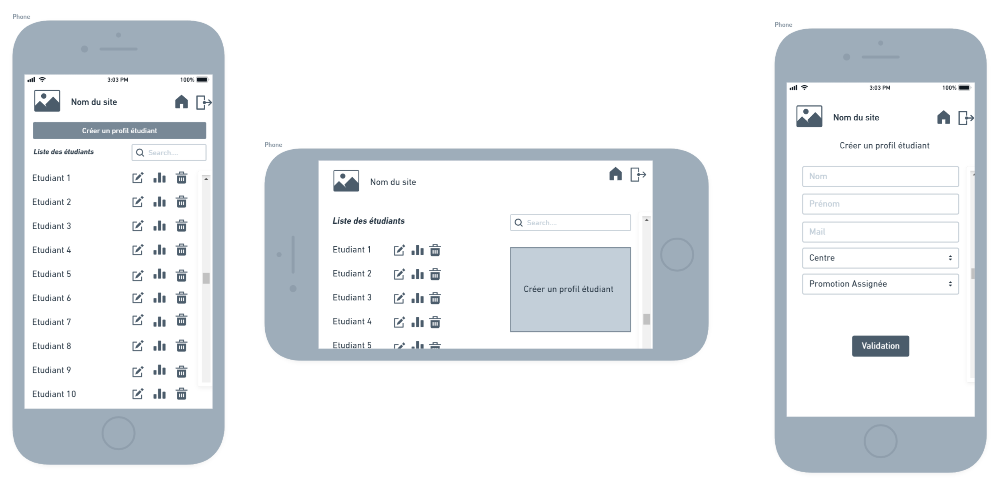 Phone
3:03 PM 100%
Nom du site
Créer un profil étudiant
Liste des étudiants Search....
Etudiant 1
Etudiant 2
Etudiant 3
Etudiant 4
Etudiant 5
Etudiant 6
Etudiant 7
Etudiant 8
Etudiant 9
Etudiant 10
Phone
Nom du site
Liste des étudiants Search....
Etudiant 1
Etudiant 2
Etudiant 3
Etudiant 4
Etudiant 5
Créer un profil étudiant
Phone
3:03 PM 100%
Nom du site
Créer un profil étudiant
Nom
Prénom
Mail
Centre
Promotion Assignée
Validation